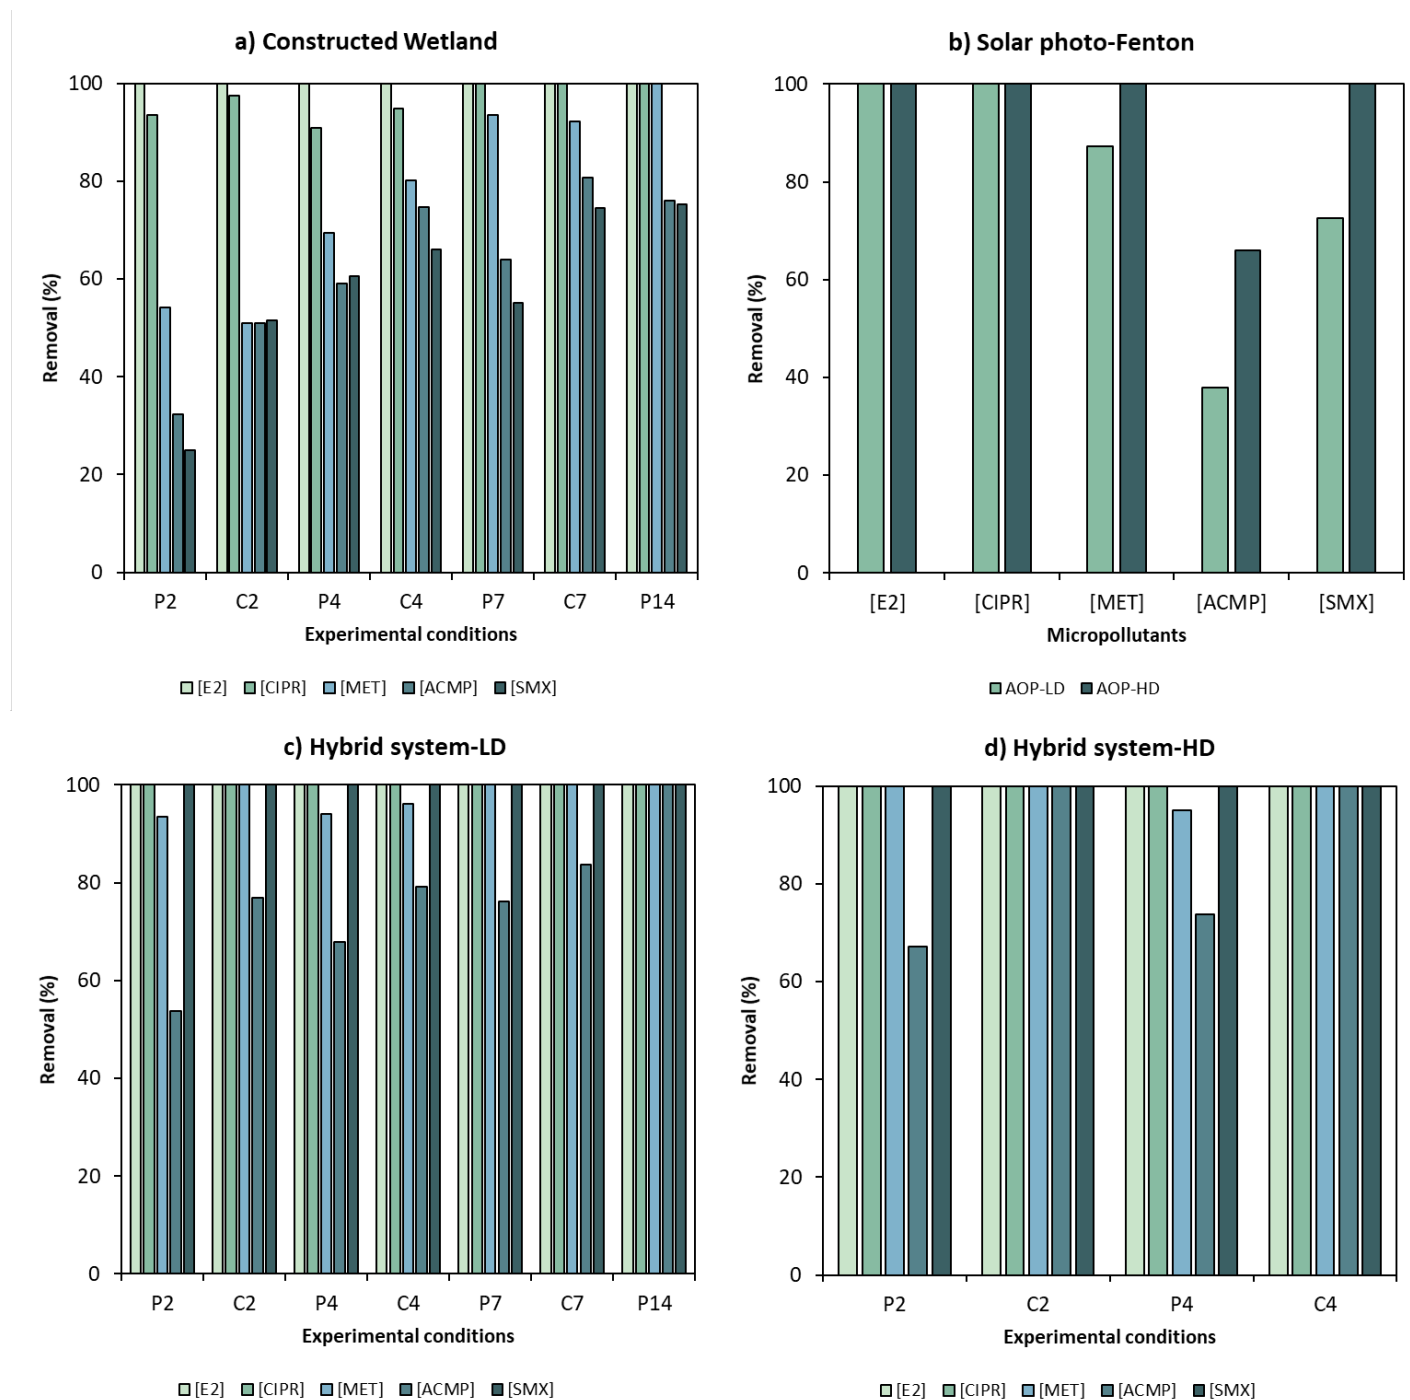 a) Constructed Wetland
100
80
60
40
20
0
Removal (%)
P2 C2 P4 C4 P7 C7 P14
Experimental conditions
[E2] [CIPR] [MET] [ACMP] [SMX]
b) Solar photo-Fenton
100
80
60
40
20
0
Removal (%)
[E2] [CIPR] [MET] [ACMP] [SMX]
Micropollutants
AOP-LD AOP-HD
c) Hybrid system-LD
100
80
60
40
20
0
Removal (%)
P2 C2 P4 C4 P7 C7 P14
Experimental conditions
[E2] [CIPR] [MET] [ACMP] [SMX]
d) Hybrid system-HD
100
80
60
40
20
0
Removal (%)
P2 C2 P4 C4
Experimental conditions
[E2] [CIPR] [MET] [ACMP] [SMX]